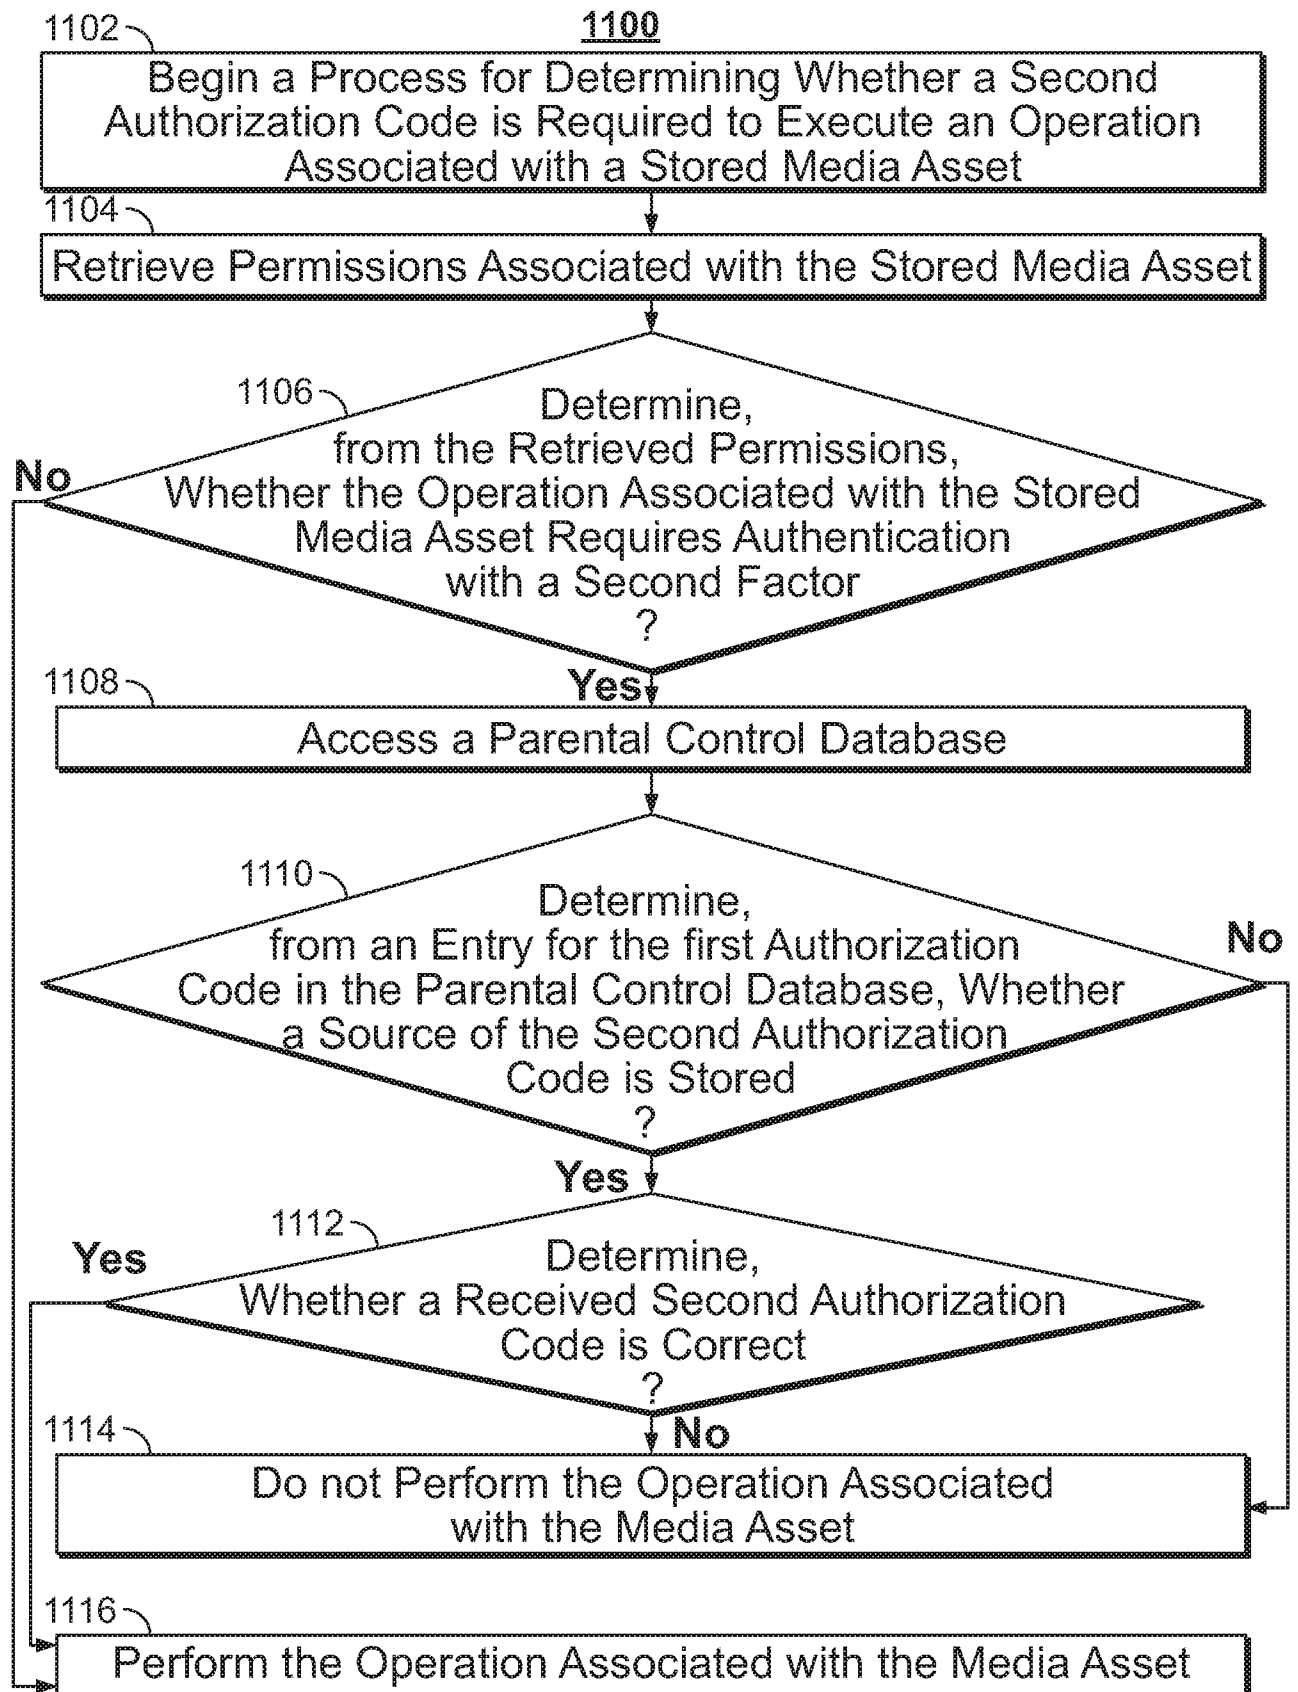 1100
1102
Begin a Process for Determining Whether a Second
Authorization Code is Required to Execute an Operation
Associated with a Stored Media Asset
1104
Retrieve Permissions Associated with the Stored Media Asset
1106
Determine,
from the Retrieved Permissions,
Whether the Operation Associated with the Stored
Media Asset Requires Authentication
with a Second Factor
?
No
Yes
1108
Access a Parental Control Database
1110
Determine,
from an Entry for the first Authorization
Code in the Parental Control Database, Whether
a Source of the Second Authorization
Code is Stored
?
No
Yes
1112
Determine,
Whether a Received Second Authorization
Code is Correct
?
Yes
No
1114
Do not Perform the Operation Associated
with the Media Asset
1116
Perform the Operation Associated with the Media Asset